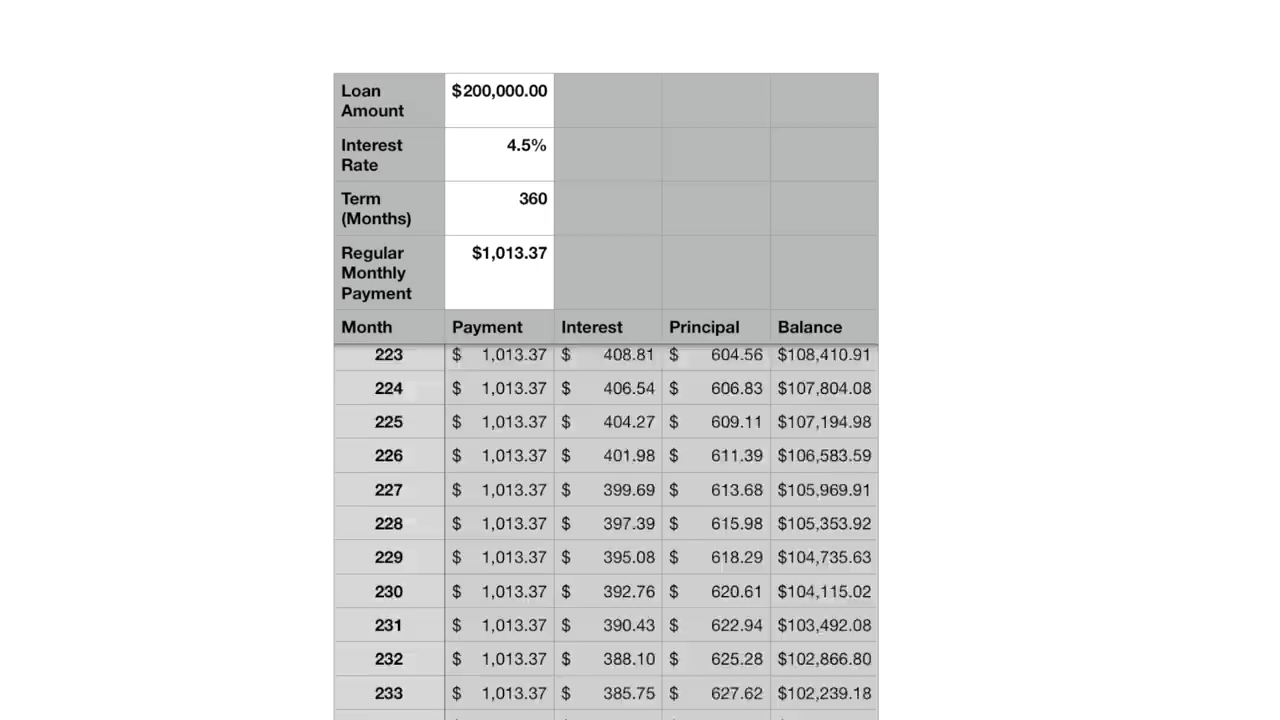 Loan Amount $200,000.00
Interest Rate 4.5%
Term (Months) 360
Regular Monthly Payment $1,013.37
Month Payment Interest Principal Balance
223 $ 1,013.37 $ 408.81 $ 604.56 $108,410.91
224 $ 1,013.37 $ 406.54 $ 606.83 $107,804.08
225 $ 1,013.37 $ 404.27 $ 609.11 $107,194.98
226 $ 1,013.37 $ 401.98 $ 611.39 $106,583.59
227 $ 1,013.37 $ 399.69 $ 613.68 $105,969.91
228 $ 1,013.37 $ 397.39 $ 615.98 $105,353.92
229 $ 1,013.37 $ 395.08 $ 618.29 $104,735.63
230 $ 1,013.37 $ 392.76 $ 620.61 $104,115.02
231 $ 1,013.37 $ 390.43 $ 622.94 $103,492.08
232 $ 1,013.37 $ 388.10 $ 625.28 $102,866.80
233 $ 1,013.37 $ 385.75 $ 627.62 $102,239.18